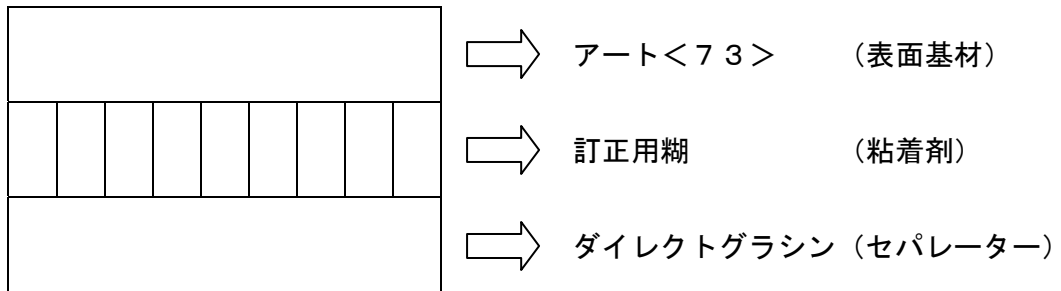 アート＜７３＞　（表面基材）
訂正用糊　（粘着剤）
ダイレクトグラシン（セパレーター）